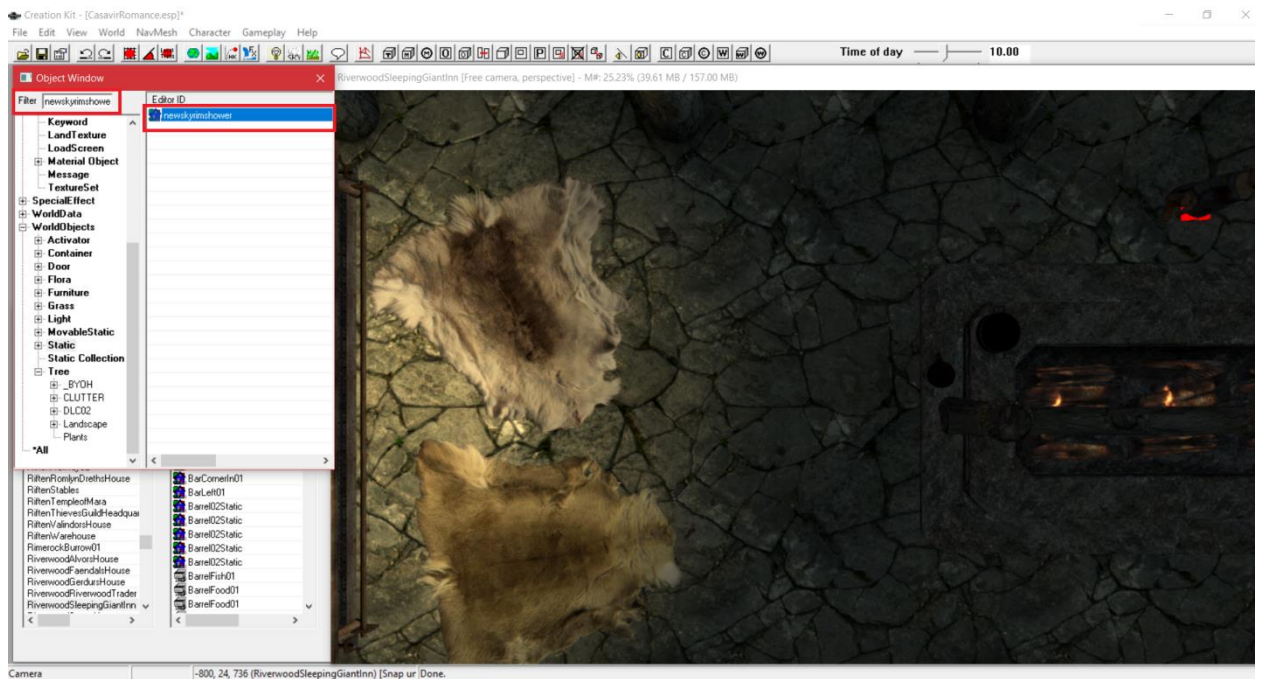 Creation Kit - [CasavirRomance.esp]*
File Edit View World NavMesh Character Gameplay Help
Time of day 10.00
Object Window
RiverwoodSleepingGiantInn [Free camera, perspective] - M#: 25.23% (39.61 MB / 157.00 MB)
Filter newskyrimshowe
Editor ID
newskyrimshower
Keyword
LandTexture
LoadScreen
Material Object
Message
TextureSet
SpecialEffect
WorldData
WorldObjects
Activator
Container
Door
Flora
Furniture
Grass
Light
MovableStatic
Static
Static Collection
Tree
_BYOH
CLUTTER
DLC02
Landscape
Plants
*All
RiftenRomlynDrethsHouse
RiftenStables
RiftenTempleofMara
RiftenThievesGuildHeadquar
RiftenValindorsHouse
RiftenWarehouse
RimerockBurrow01
RiverwoodAlvorsHouse
RiverwoodFaendalsHouse
RiverwoodGerdursHouse
RiverwoodRiverwoodTrader
RiverwoodSleepingGiantInn
BarCornerIn01
BarLeft01
Barrel02Static
Barrel02Static
Barrel02Static
Barrel02Static
BarrelFish01
BarrelFood01
BarrelFood01
Camera
-800, 24, 736 (RiverwoodSleepingGiantInn) [Snap ur Done.